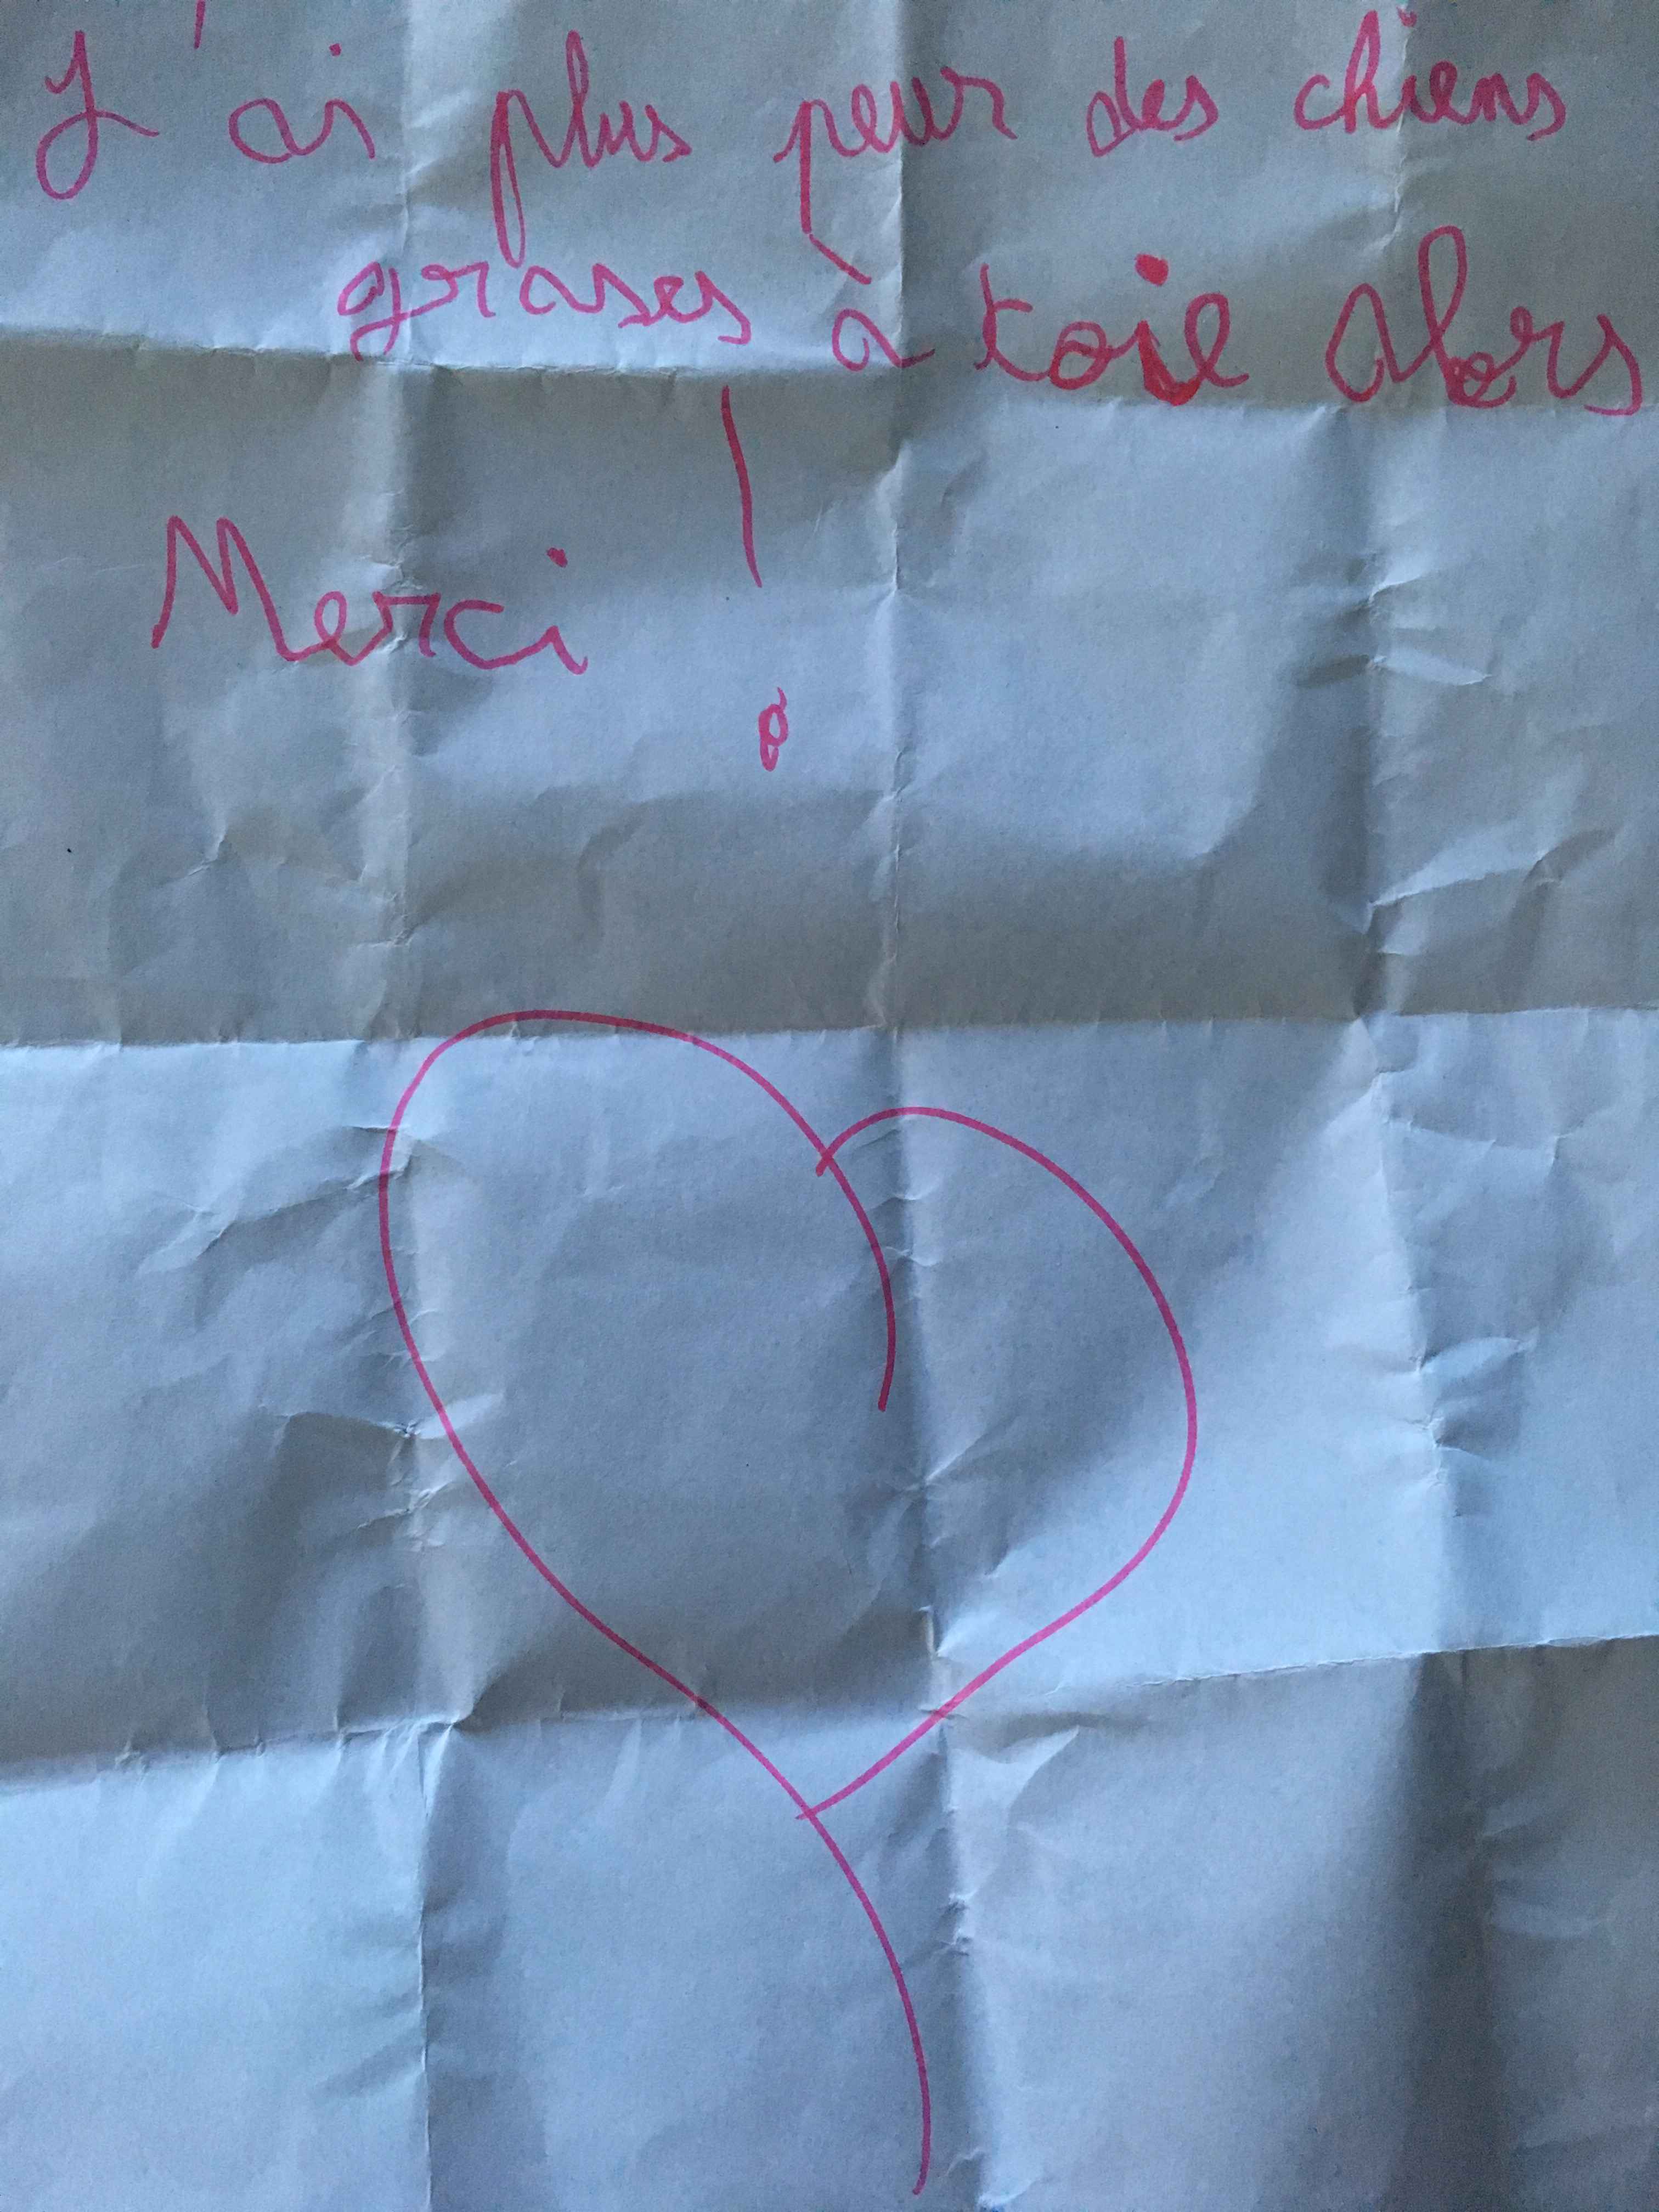 J'ai plus peur des chiens
grases à toie Alors
Merci !